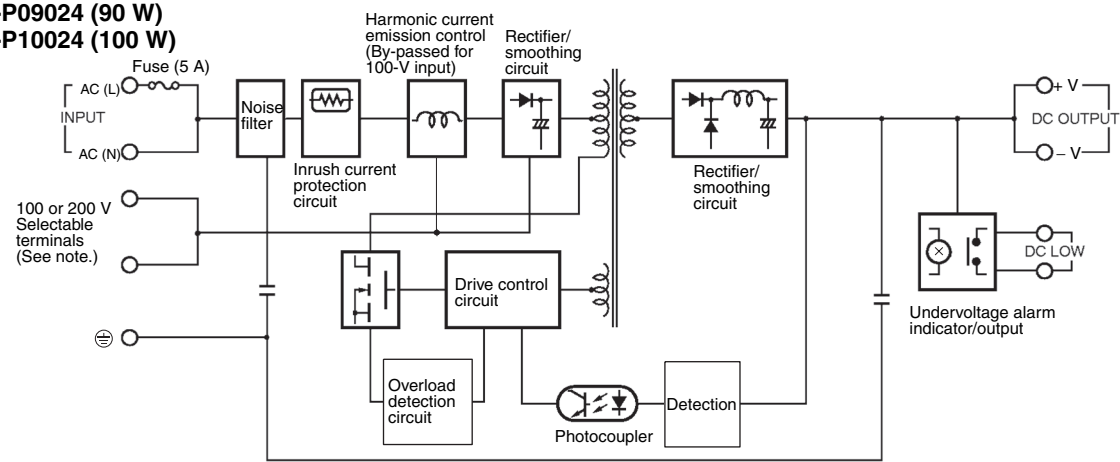 -P09024 (90 W)
-P10024 (100 W)
Harmonic current
emission control
(By-passed for
100-V input)
Rectifier/
smoothing
circuit
Fuse (5 A)
AC (L)
INPUT
AC (N)
Noise
filter
Inrush current
protection
circuit
Rectifier/
smoothing
circuit
+ V
DC OUTPUT
– V
100 or 200 V
Selectable
terminals
(See note.)
Drive control
circuit
DC LOW
Undervoltage alarm
indicator/output
Overload
detection
circuit
Photocoupler
Detection